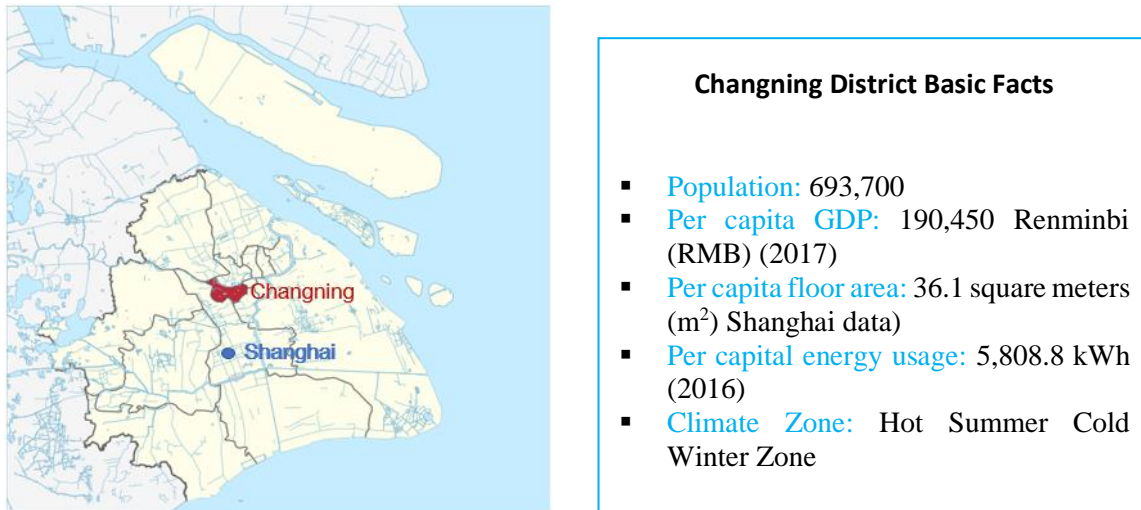 Changning
Shanghai
Changning District Basic Facts
▪ Population: 693,700
▪ Per capita GDP: 190,450 Renminbi
(RMB) (2017)
▪ Per capita floor area: 36.1 square meters
(m²) Shanghai data)
▪ Per capital energy usage: 5,808.8 kWh
(2016)
▪ Climate Zone: Hot Summer Cold
Winter Zone